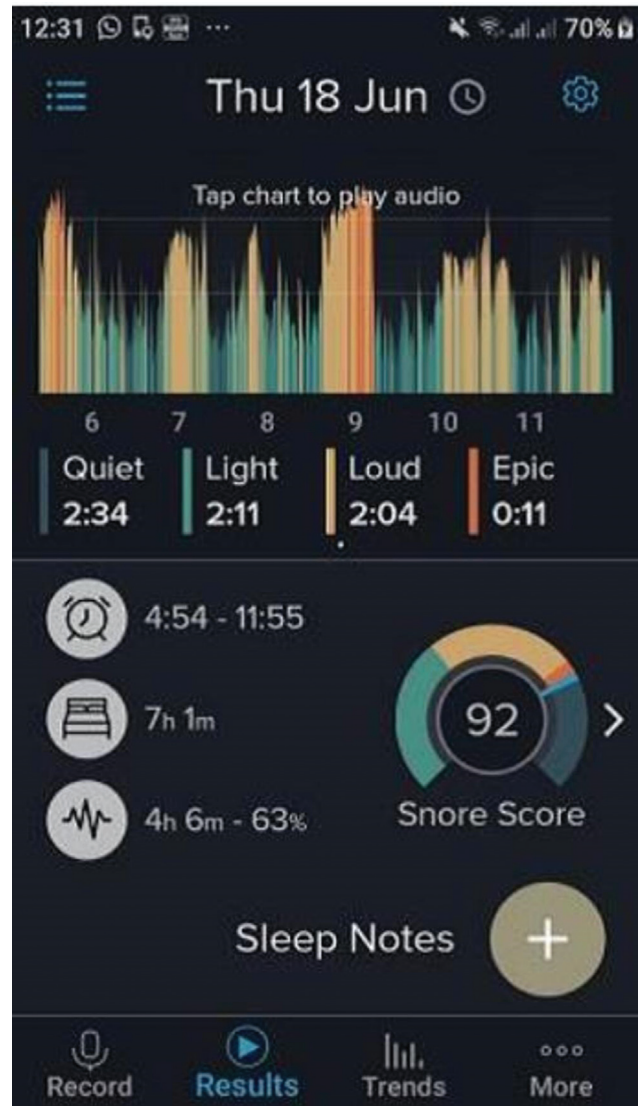 12:31 70%
Thu 18 Jun
Tap chart to play audio
6 7 8 9 10 11
Quiet Light Loud Epic
2:34 2:11 2:04 0:11
4:54 - 11:55
7h 1m
4h 6m - 63%
92
Snore Score
Sleep Notes
Record Results Trends More